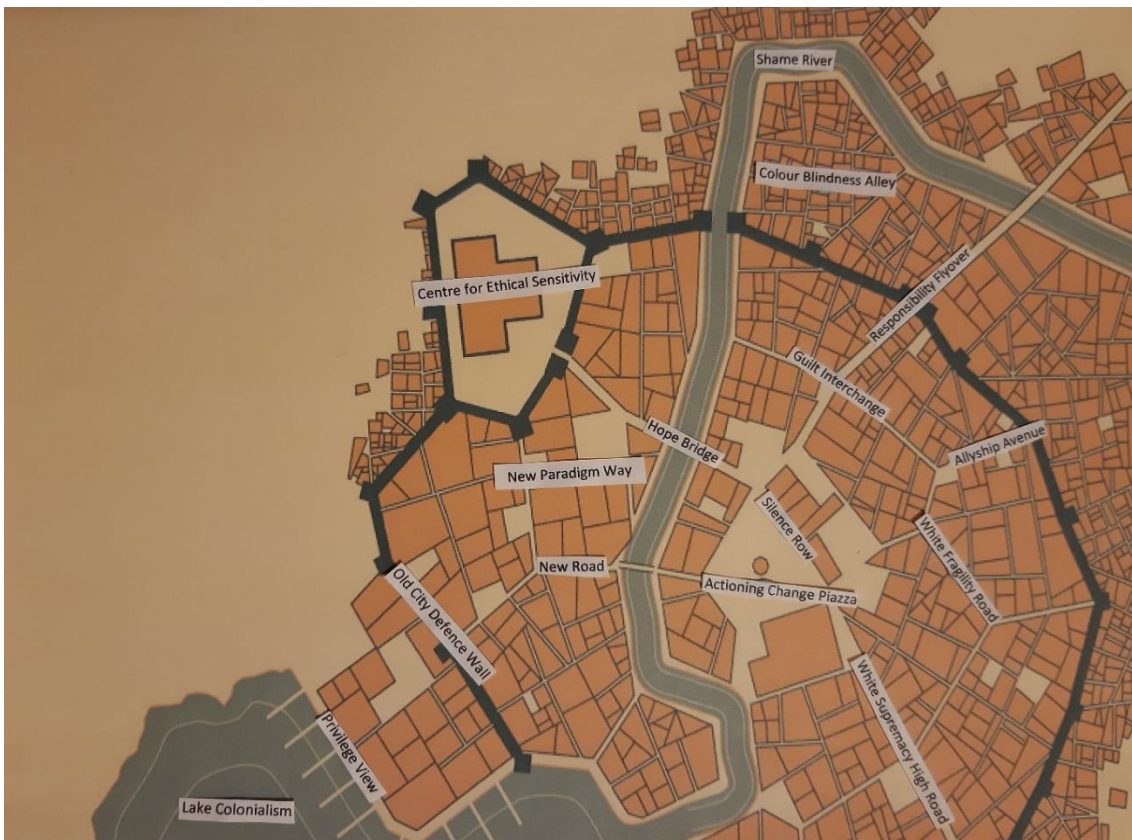 Shame River
Colour Blindness Alley
Centre for Ethical Sensitivity
Responsibility Flyover
Guilt Interchange
Hope Bridge
Allyship Avenue
New Paradigm Way
Silence Row
White Fragility Road
New Road
Actioning Change Piazza
Old City Defence Wall
White Supremacy High Road
Privilege View
Lake Colonialism